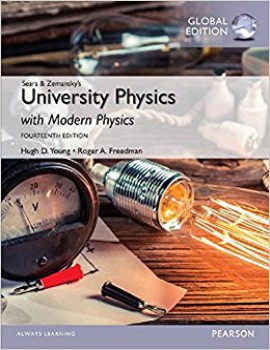 GLOBAL
EDITION
Sears & Zemansky's
University Physics
with Modern Physics
FOURTEENTH EDITION
Hugh D. Young • Roger A. Freedman
V
ALWAYS LEARNING
PEARSON